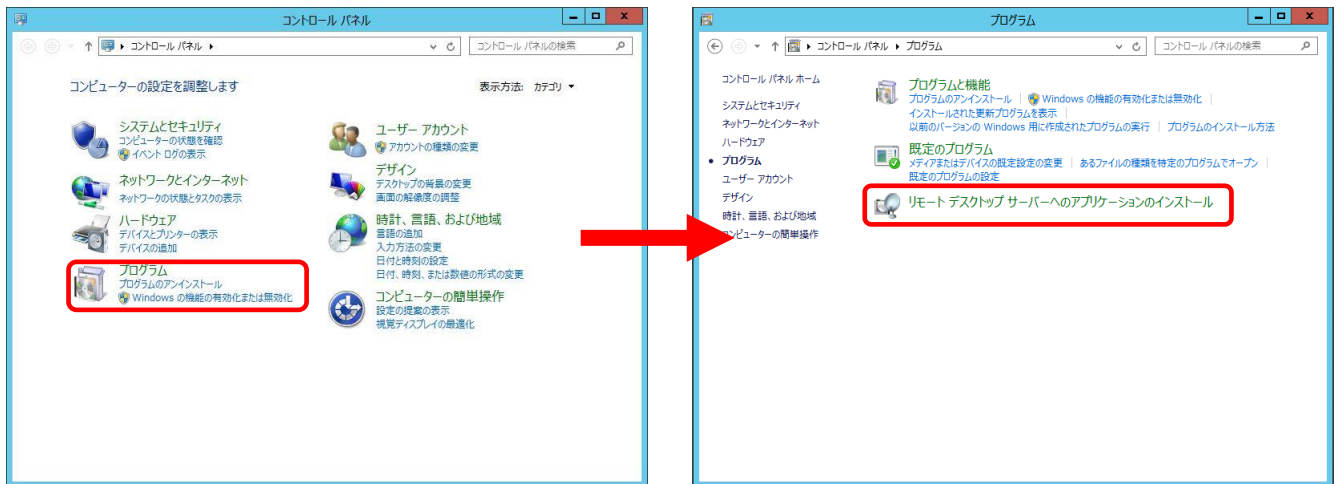 コントロール パネル
コントロール パネル
コントロール パネルの検索
コンピューターの設定を調整します
表示方法: カテゴリ
システムとセキュリティ
コンピューターの状態を確認
イベント ログの表示
ネットワークとインターネット
ネットワークの状態とタスクの表示
ハードウェア
デバイスとプリンターの表示
デバイスの追加
プログラム
プログラムのアンインストール
Windows の機能の有効化または無効化
ユーザー アカウント
アカウントの種類の変更
デザイン
デスクトップの背景の変更
画面の解像度の調整
時計、言語、および地域
言語の追加
入力方法の変更
日付と時刻の設定
日付、時刻、または数値の形式の変更
コンピューターの簡単操作
設定の提案の表示
視覚ディスプレイの最適化
プログラム
コントロール パネル プログラム
コントロール パネルの検索
コントロール パネル ホーム
システムとセキュリティ
ネットワークとインターネット
ハードウェア
プログラム
ユーザー アカウント
デザイン
時計、言語、および地域
コンピューターの簡単操作
プログラムと機能
プログラムのアンインストール Windows の機能の有効化または無効化
インストールされた更新プログラムを表示
以前のバージョンの Windows 用に作成されたプログラムの実行 プログラムのインストール方法
既定のプログラム
メディアまたはデバイスの既定設定の変更 あるファイルの種類を特定のプログラムでオープン
既定のプログラムの設定
リモート デスクトップ サーバーへのアプリケーションのインストール